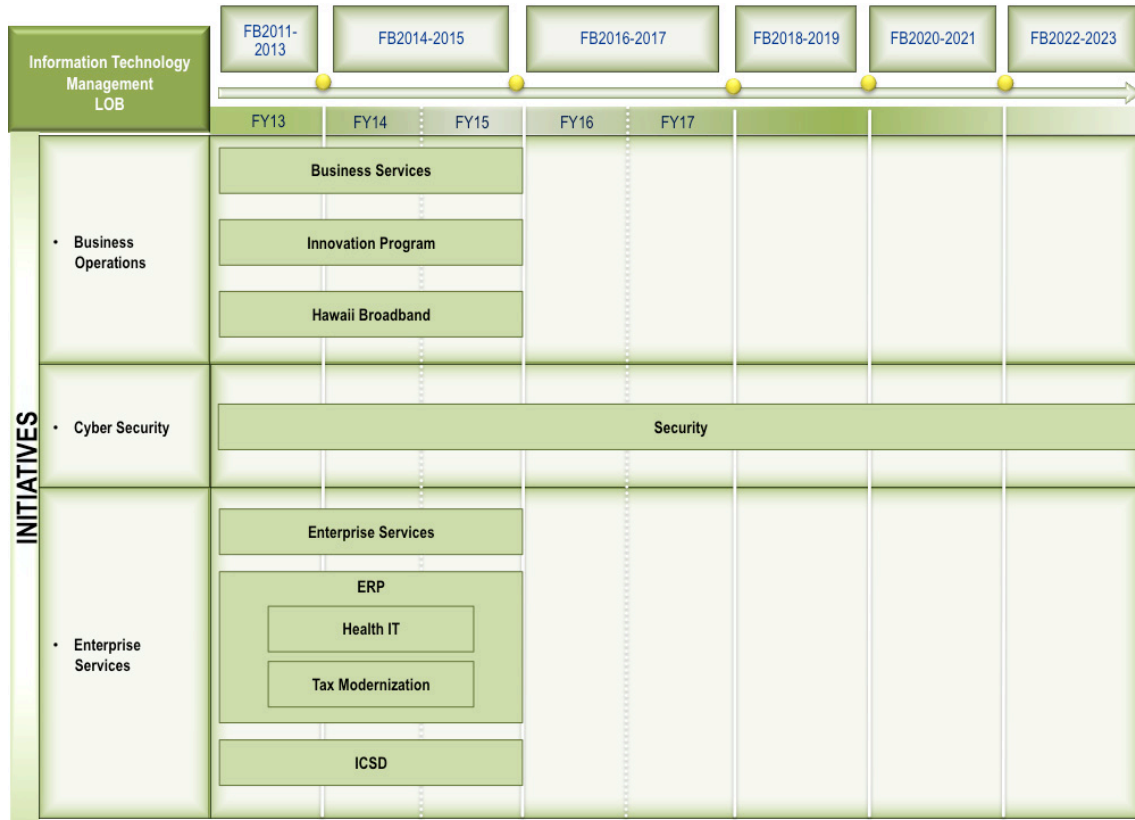 Information Technology
Management
LOB
FB2011-
2013
FB2014-2015
FB2016-2017
FB2018-2019
FB2020-2021
FB2022-2023
FY13
FY14
FY15
FY16
FY17
INITIATIVES
• Business
Operations
Business Services
Innovation Program
Hawaii Broadband
• Cyber Security
Security
• Enterprise
Services
Enterprise Services
ERP
Health IT
Tax Modernization
ICSD